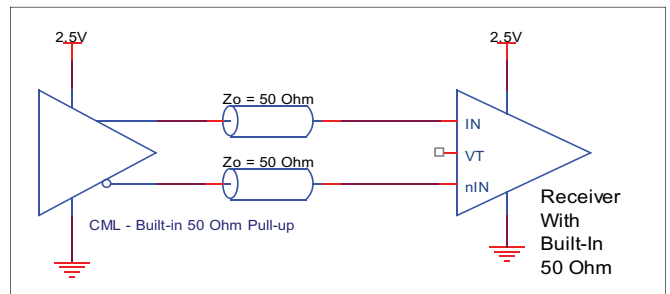 2.5V
2.5V
Zo = 50 Ohm
IN
VT
Zo = 50 Ohm
nIN
CML - Built-in 50 Ohm Pull-up
Receiver
With
Built-In
50 Ohm